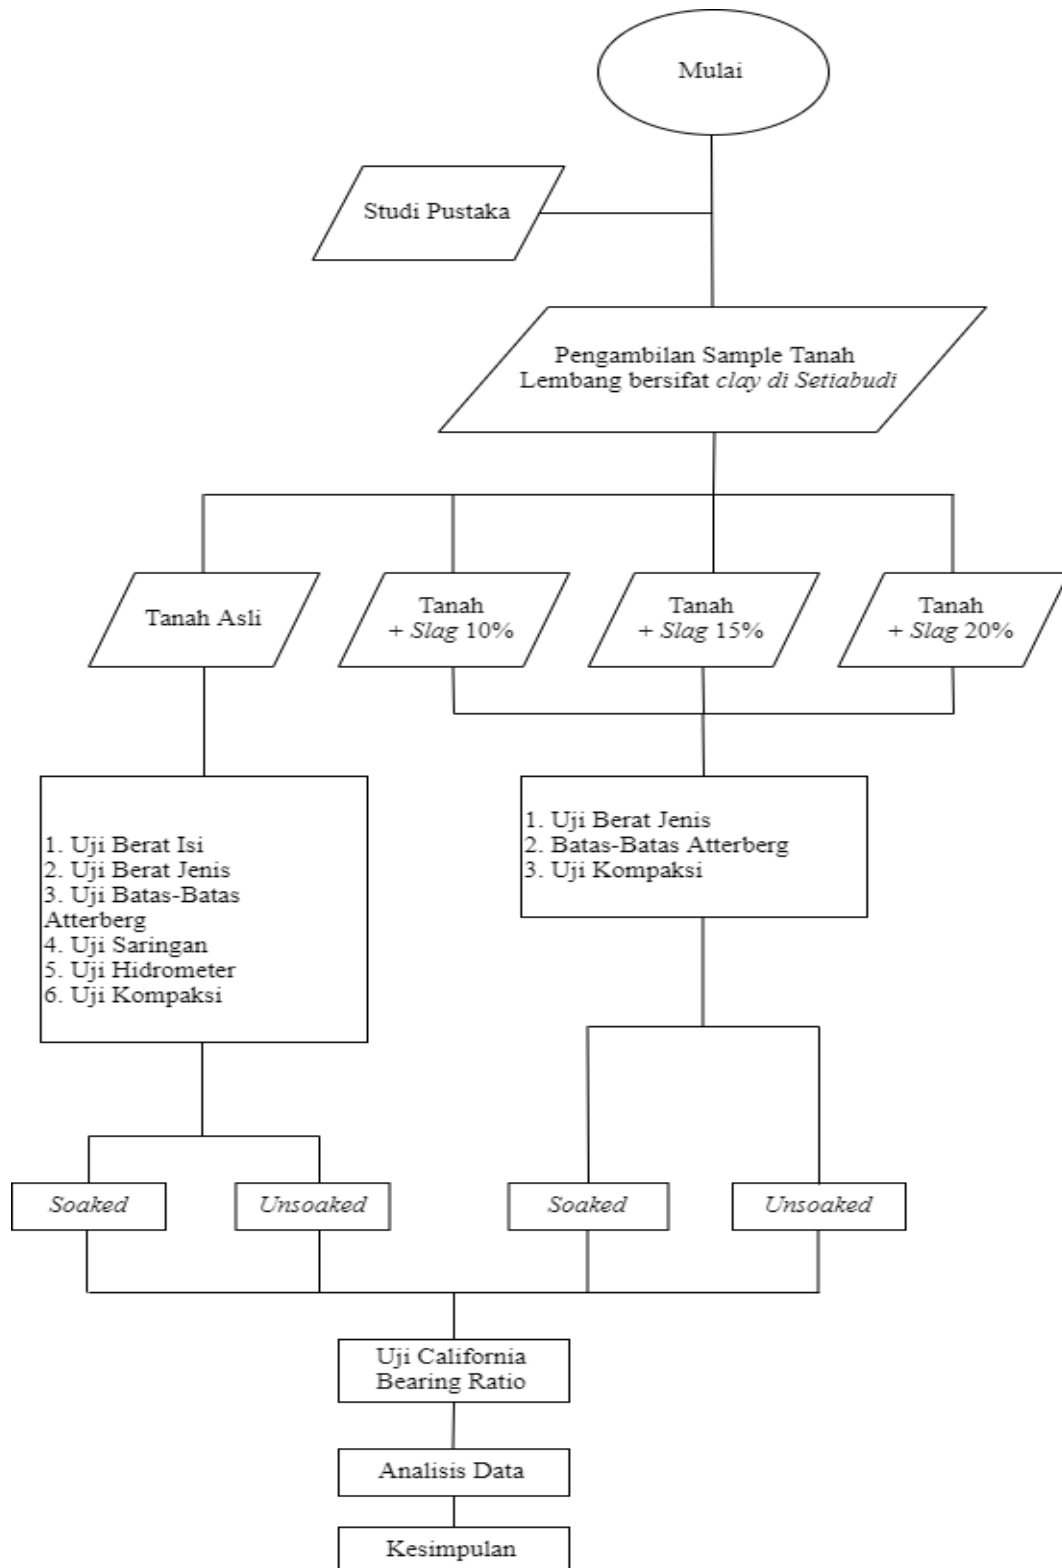 Mulai
Studi Pustaka
Pengambilan Sample Tanah
Lembang bersifat clay di Setiabudi
Tanah Asli
Tanah
+ Slag 10%
Tanah
+ Slag 15%
Tanah
+ Slag 20%
1. Uji Berat Isi
2. Uji Berat Jenis
3. Uji Batas-Batas
Atterberg
4. Uji Saringan
5. Uji Hidrometer
6. Uji Kompaksi
1. Uji Berat Jenis
2. Batas-Batas Atterberg
3. Uji Kompaksi
Soaked
Unsoaked
Soaked
Unsoaked
Uji California
Bearing Ratio
Analisis Data
Kesimpulan